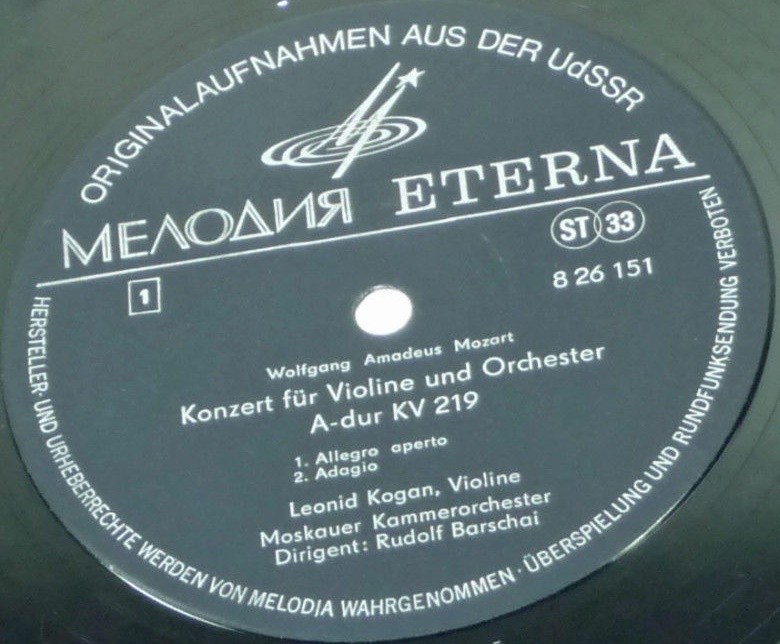 ORIGINALAUFNAHMEN AUS DER UdSSR
МЕЛОДИЯ ETERNA
ST 33
1
8 26 151
Wolfgang Amadeus Mozart
Konzert für Violine und Orchester
A-dur KV 219
1. Allegro aperto
2. Adagio
Leonid Kogan, Violine
Moskauer Kammerorchester
Dirigent: Rudolf Barschai
HERSTELLER- UND URHEBERRECHTE WERDEN VON MELODIA WAHRGENOMMEN · ÜBERSPIELUNG UND RUNDFUNKSENDUNG VERBOTEN